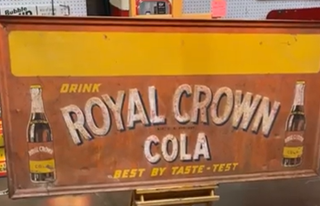 DRINK
ROYAL CROWN
COLA
BEST BY TASTE-TEST